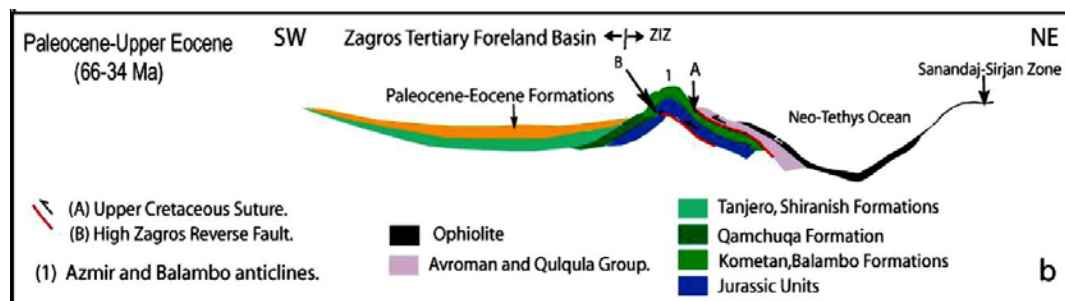 Paleocene-Upper Eocene
(66-34 Ma)
SW
Zagros Tertiary Foreland Basin
ZIZ
NE
B
1
A
Sanandaj-Sirjan Zone
Paleocene-Eocene Formations
Neo-Tethys Ocean
(A) Upper Cretaceous Suture.
(B) High Zagros Reverse Fault.
(1) Azmir and Balambo anticlines.
Ophiolite
Avroman and Qulqula Group.
Tanjero, Shiranish Formations
Qamchuqa Formation
Kometan, Balambo Formations
Jurassic Units
b